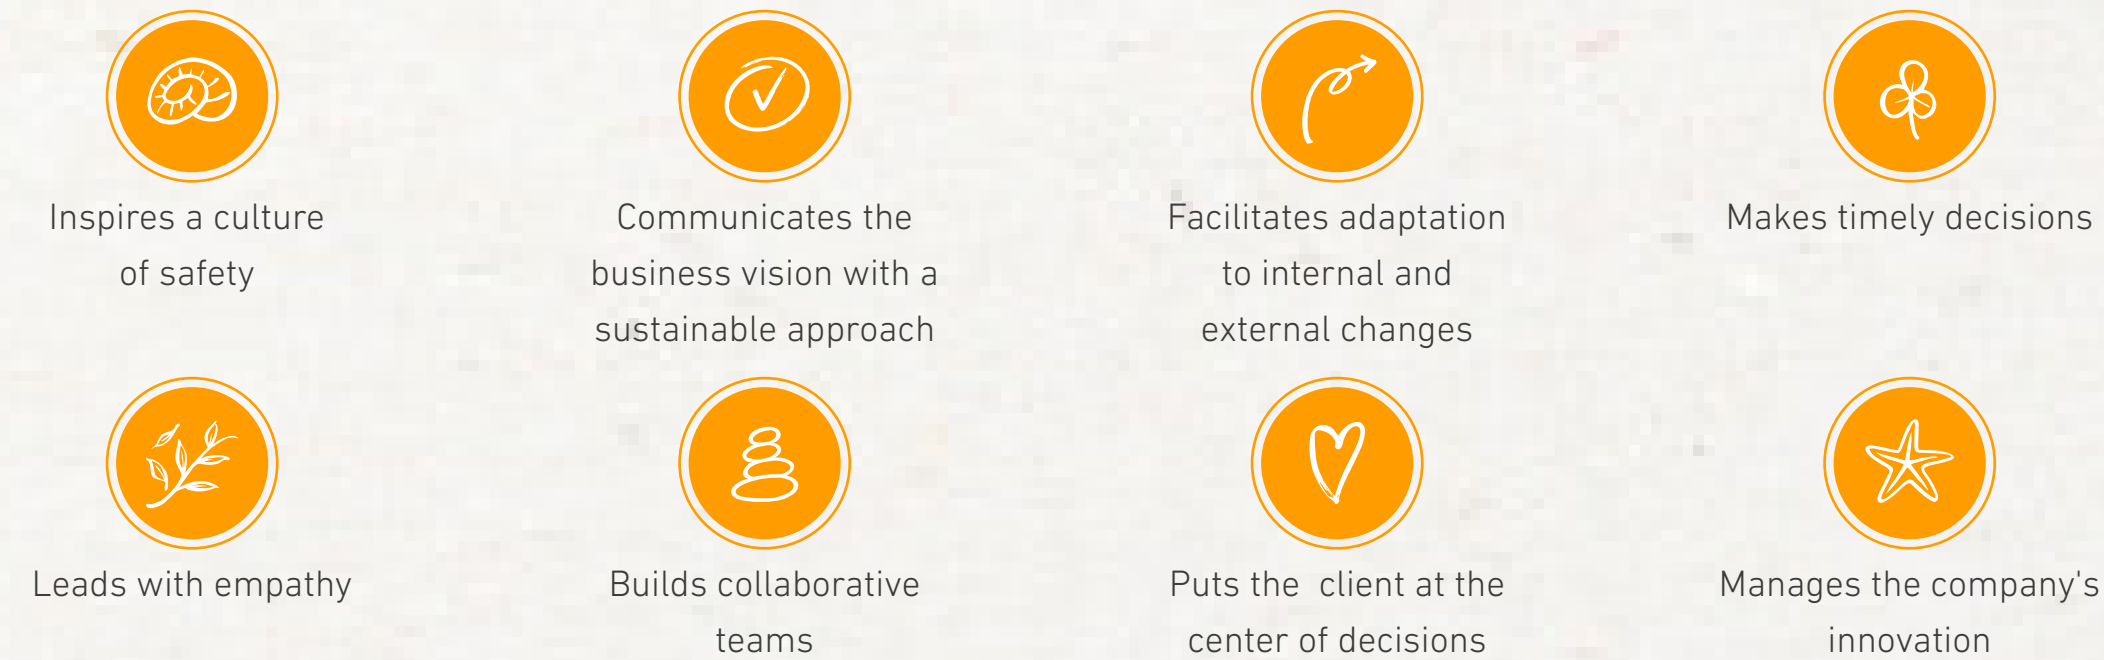 Inspires a culture
of safety
Communicates the
business vision with a
sustainable approach
Facilitates adaptation
to internal and
external changes
Makes timely decisions
Leads with empathy
Builds collaborative
teams
Puts the  client at the
center of decisions
Manages the company's
innovation